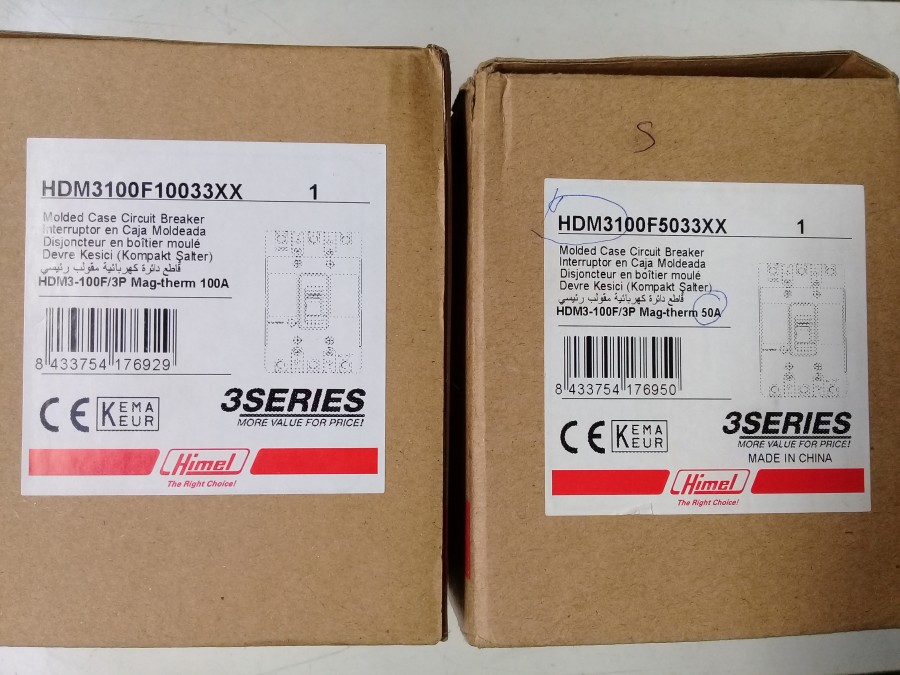 HDM3100F10033XX 1
Molded Case Circuit Breaker
Interruptor en Caja Moldeada
Disjoncteur en boîtier moulé
Devre Kesici (Kompakt Şalter)
قاطع دائرة كهربائية مقولب رئيسي
HDM3-100F/3P Mag-therm 100A
8 433754 176929
CE KEMA KEUR
3SERIES
MORE VALUE FOR PRICE!
Himel
The Right Choice!
S
HDM3100F5033XX 1
Molded Case Circuit Breaker
Interruptor en Caja Moldeada
Disjoncteur en boîtier moulé
Devre Kesici (Kompakt Şalter)
قاطع دائرة كهربائية مقولب رئيسي
HDM3-100F/3P Mag-therm 50A
8 433754 176950
CE KEMA KEUR
3SERIES
MORE VALUE FOR PRICE!
MADE IN CHINA
Himel
The Right Choice!